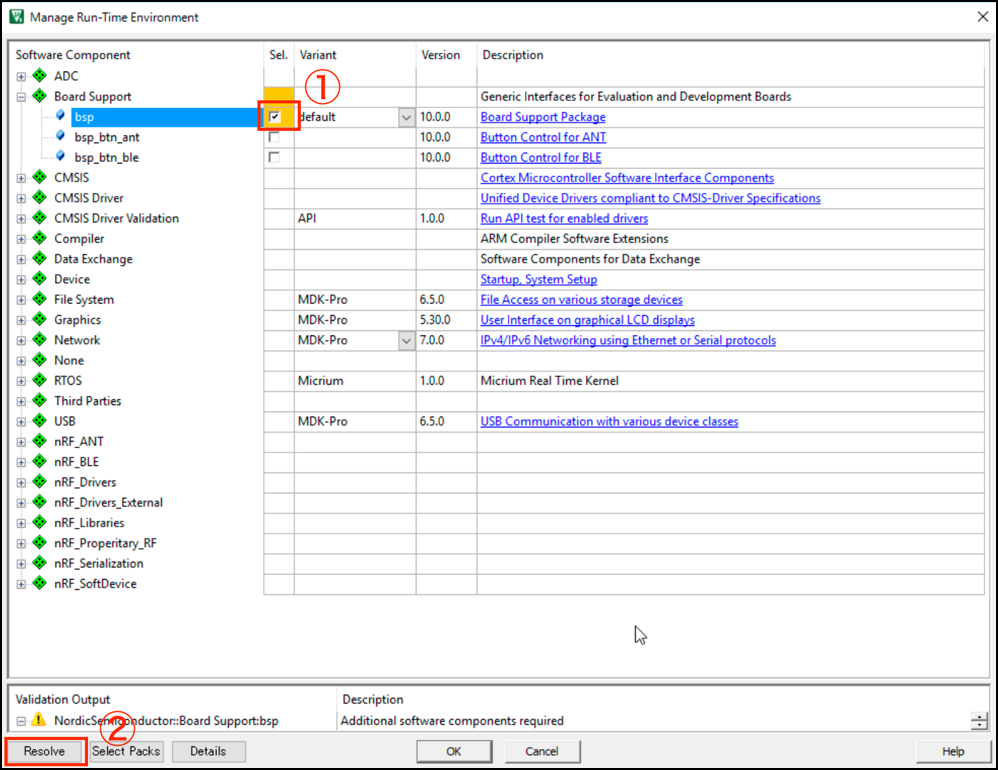 Manage Run-Time Environment
Software Component Sel. Variant Version Description
ADC
①
Board Support Generic Interfaces for Evaluation and Development Boards
bsp default 10.0.0 Board Support Package
bsp_btn_ant 10.0.0 Button Control for ANT
bsp_btn_ble 10.0.0 Button Control for BLE
CMSIS Cortex Microcontroller Software Interface Components
CMSIS Driver Unified Device Drivers compliant to CMSIS-Driver Specifications
CMSIS Driver Validation API 1.0.0 Run API test for enabled drivers
Compiler ARM Compiler Software Extensions
Data Exchange Software Components for Data Exchange
Device Startup, System Setup
File System MDK-Pro 6.5.0 File Access on various storage devices
Graphics MDK-Pro 5.30.0 User Interface on graphical LCD displays
Network MDK-Pro 7.0.0 IPv4/IPv6 Networking using Ethernet or Serial protocols
None
RTOS Micrium 1.0.0 Micrium Real Time Kernel
Third Parties
USB MDK-Pro 6.5.0 USB Communication with various device classes
nRF_ANT
nRF_BLE
nRF_Drivers
nRF_Drivers_External
nRF_Libraries
nRF_Properitary_RF
nRF_Serialization
nRF_SoftDevice
Validation Output Description
NordicSemiconductor::Board Support:bsp Additional software components required
②
Resolve Select Packs Details OK Cancel Help